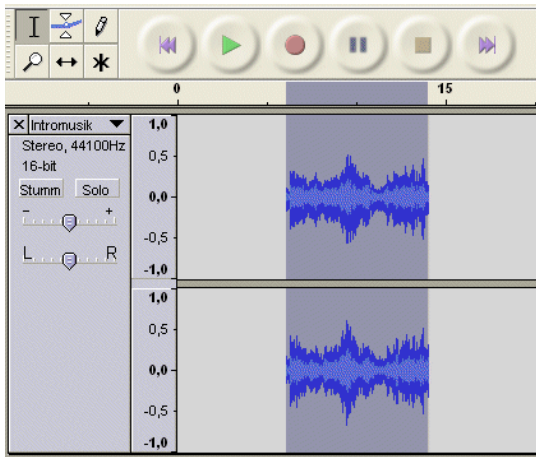 0 15
Intromusik
Stereo, 44100Hz
16-bit
Stumm Solo
- +
L R
1,0
0,5
0,0
-0,5
-1,0
1,0
0,5
0,0
-0,5
-1,0